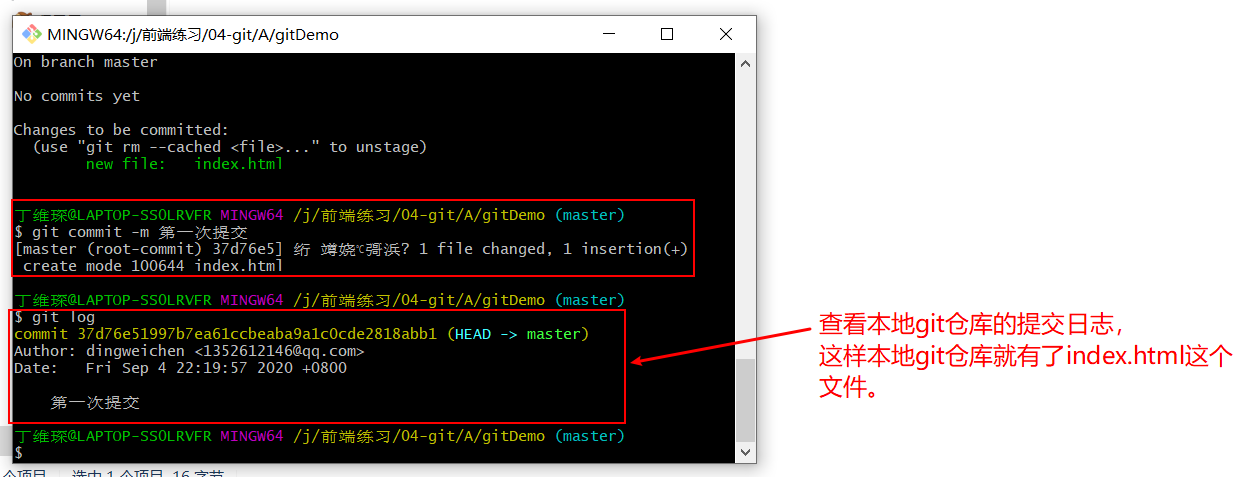 MINGW64:/j/前端练习/04-git/A/gitDemo
On branch master
No commits yet
Changes to be committed:
(use "git rm --cached <file>..." to unstage)
new file:   index.html
丁维琛@LAPTOP-SSOLRVFR MINGW64 /j/前端练习/04-git/A/gitDemo (master)
$ git commit -m 第一次提交
[master (root-commit) 37d76e5] 绗 竴娆℃彁浜? 1 file changed, 1 insertion(+)
create mode 100644 index.html
丁维琛@LAPTOP-SSOLRVFR MINGW64 /j/前端练习/04-git/A/gitDemo (master)
$ git log
commit 37d76e51997b7ea61ccbeaba9a1c0cde2818abb1 (HEAD -> master)
Author: dingweichen <1352612146@qq.com>
Date:   Fri Sep 4 22:19:57 2020 +0800
第一次提交
丁维琛@LAPTOP-SSOLRVFR MINGW64 /j/前端练习/04-git/A/gitDemo (master)
$
查看本地git仓库的提交日志，
这样本地git仓库就有了index.html这个
文件。
个项目 选中 1 个项目 16 字节